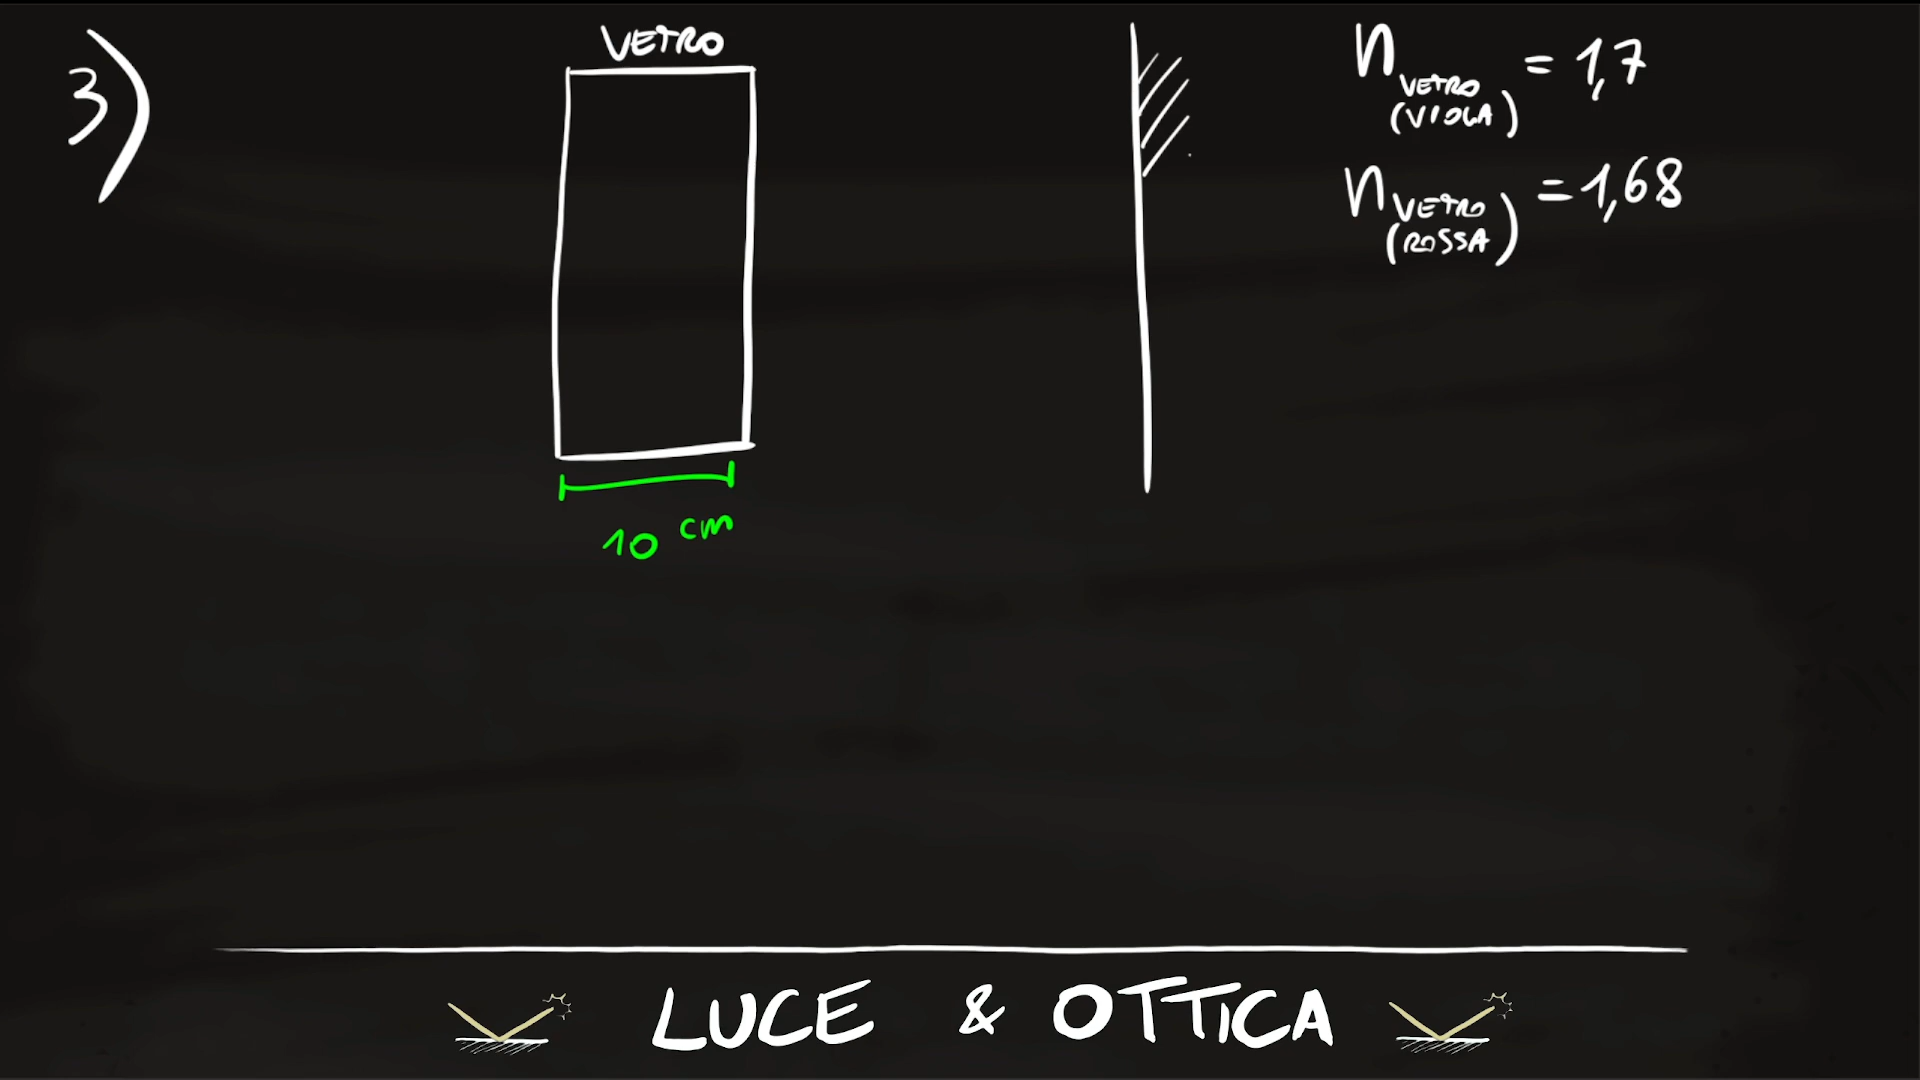 3)
VETRO
n VETRO (VIOLA) = 1,7
n VETRO (ROSSA) = 1,68
10 cm
LUCE & OTTICA